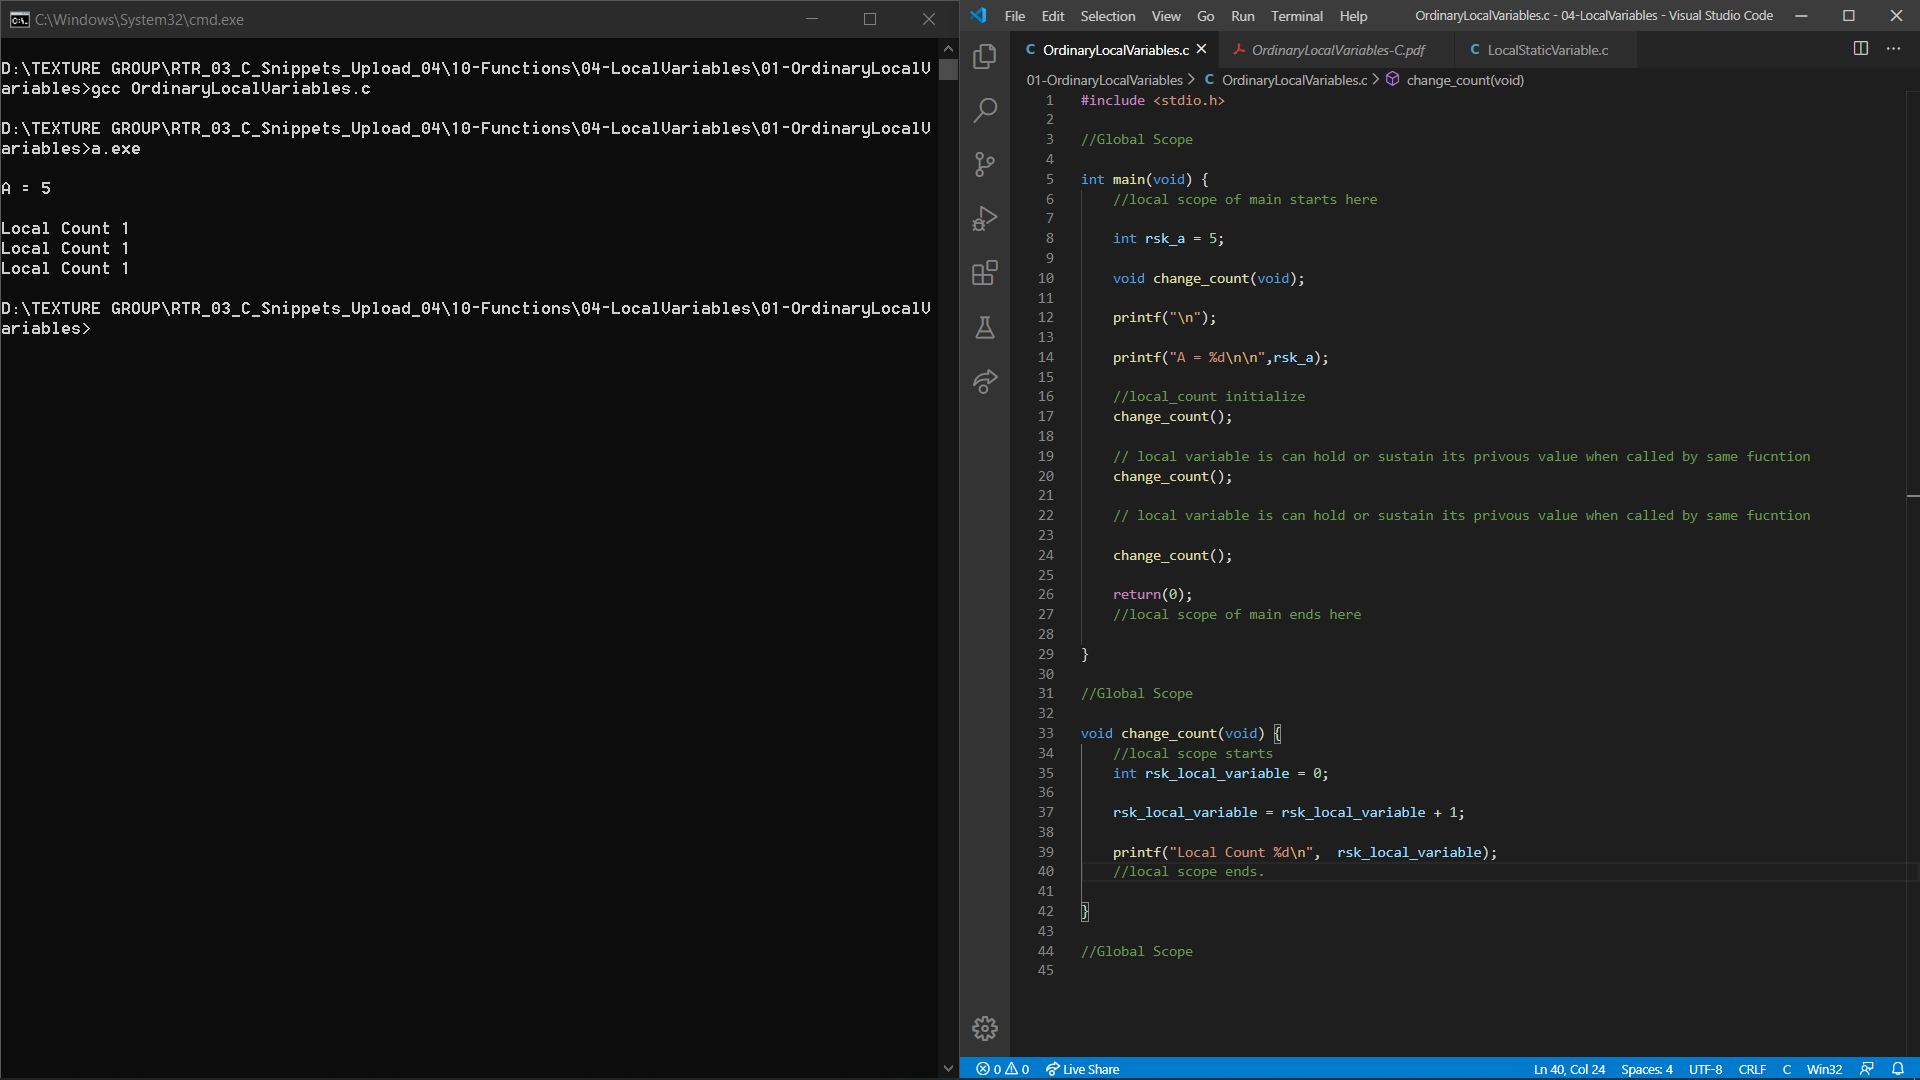 C:\Windows\System32\cmd.exe
D:\TEXTURE GROUP\RTR_03_C_Snippets_Upload_04\10-Functions\04-LocalVariables\01-OrdinaryLocalV
ariables>gcc OrdinaryLocalVariables.c
D:\TEXTURE GROUP\RTR_03_C_Snippets_Upload_04\10-Functions\04-LocalVariables\01-OrdinaryLocalV
ariables>a.exe
A = 5
Local Count 1
Local Count 1
Local Count 1
D:\TEXTURE GROUP\RTR_03_C_Snippets_Upload_04\10-Functions\04-LocalVariables\01-OrdinaryLocalV
ariables>
File Edit Selection View Go Run Terminal Help OrdinaryLocalVariables.c - 04-LocalVariables - Visual Studio Code
C OrdinaryLocalVariables.c OrdinaryLocalVariables-C.pdf C LocalStaticVariable.c
01-OrdinaryLocalVariables > C OrdinaryLocalVariables.c > change_count(void)
1 #include <stdio.h>
2
3 //Global Scope
4
5 int main(void) {
6 //local scope of main starts here
7
8 int rsk_a = 5;
9
10 void change_count(void);
11
12 printf("\n");
13
14 printf("A = %d\n\n",rsk_a);
15
16 //local_count initialize
17 change_count();
18
19 // local variable is can hold or sustain its privous value when called by same fucntion
20 change_count();
21
22 // local variable is can hold or sustain its privous value when called by same fucntion
23
24 change_count();
25
26 return(0);
27 //local scope of main ends here
28
29 }
30
31 //Global Scope
32
33 void change_count(void) {
34 //local scope starts
35 int rsk_local_variable = 0;
36
37 rsk_local_variable = rsk_local_variable + 1;
38
39 printf("Local Count %d\n", rsk_local_variable);
40 //local scope ends.
41
42 }
43
44 //Global Scope
45
0 0 Live Share Ln 40, Col 24 Spaces: 4 UTF-8 CRLF C Win32